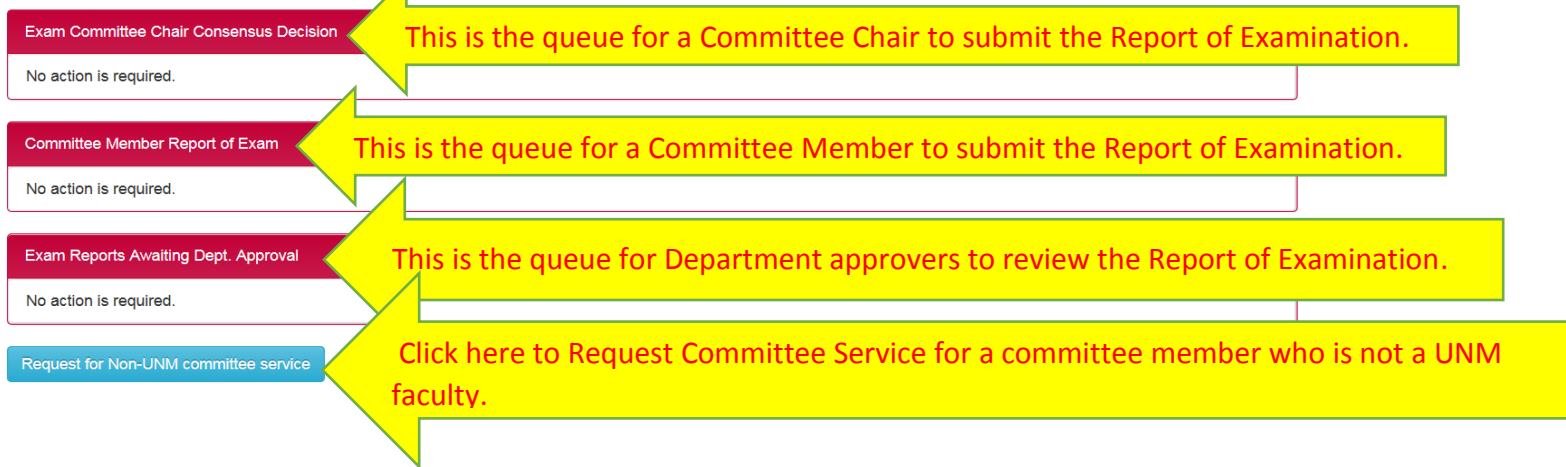 Exam Committee Chair Consensus Decision
This is the queue for a Committee Chair to submit the Report of Examination.
No action is required.
Committee Member Report of Exam
This is the queue for a Committee Member to submit the Report of Examination.
No action is required.
Exam Reports Awaiting Dept. Approval
This is the queue for Department approvers to review the Report of Examination.
No action is required.
Request for Non-UNM committee service
Click here to Request Committee Service for a committee member who is not a UNM
faculty.